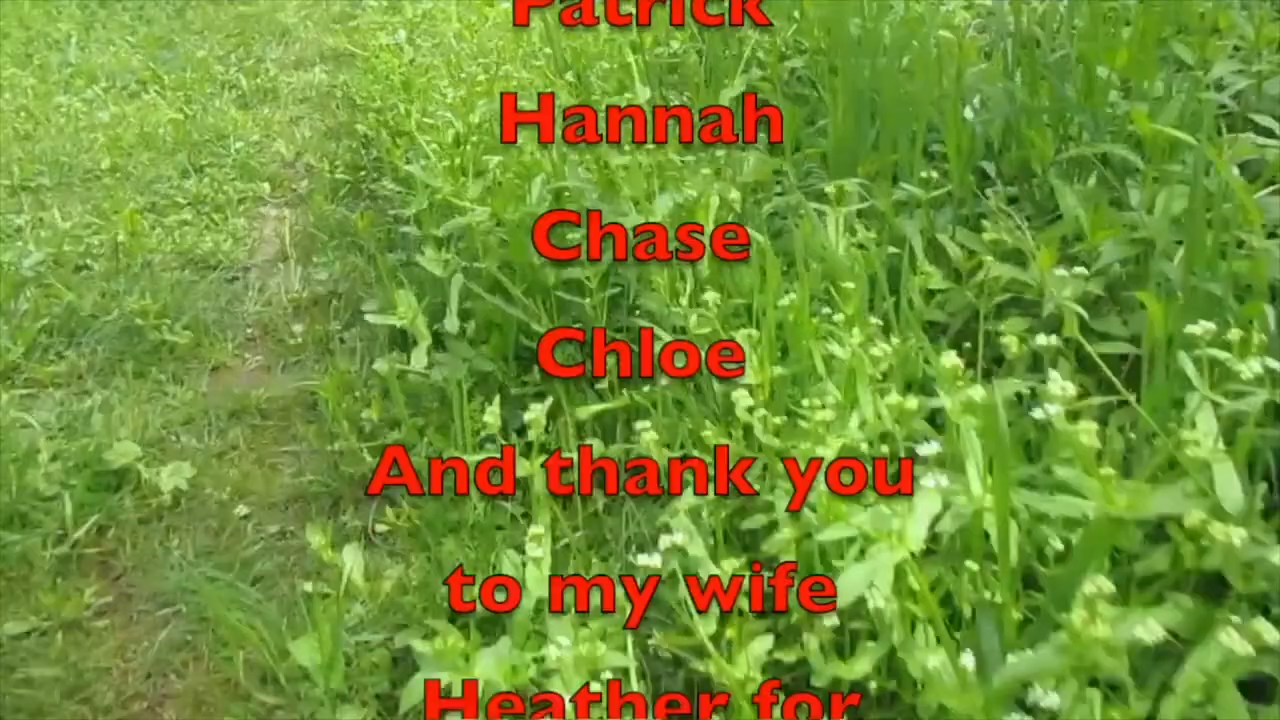 Patrick
Hannah
Chase
Chloe
And thank you
to my wife
Heather for